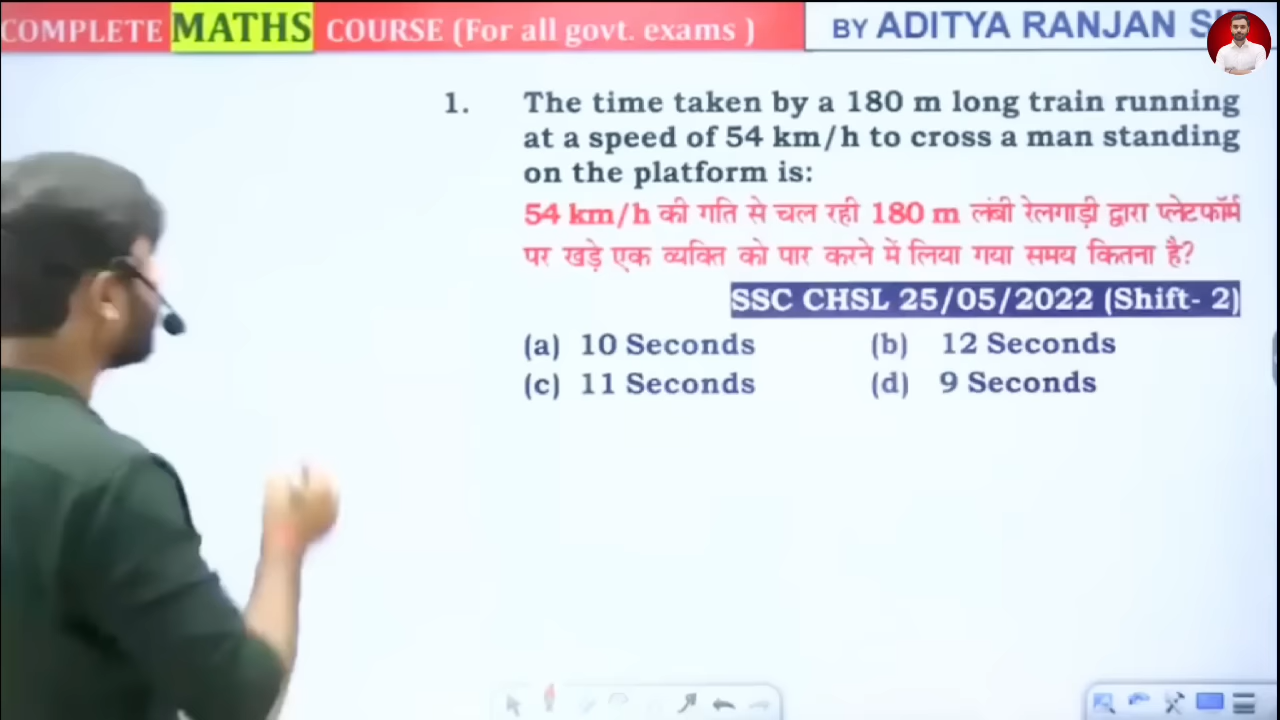 COMPLETE MATHS COURSE (For all govt. exams )
BY ADITYA RANJAN
1. The time taken by a 180 m long train running
at a speed of 54 km/h to cross a man standing
on the platform is:
54 km/h की गति से चल रही 180 m लंबी रेलगाड़ी द्वारा प्लेटफॉर्म
पर खड़े एक व्यक्ति को पार करने में लिया गया समय कितना है?
SSC CHSL 25/05/2022 (Shift- 2)
(a) 10 Seconds (b) 12 Seconds
(c) 11 Seconds (d) 9 Seconds